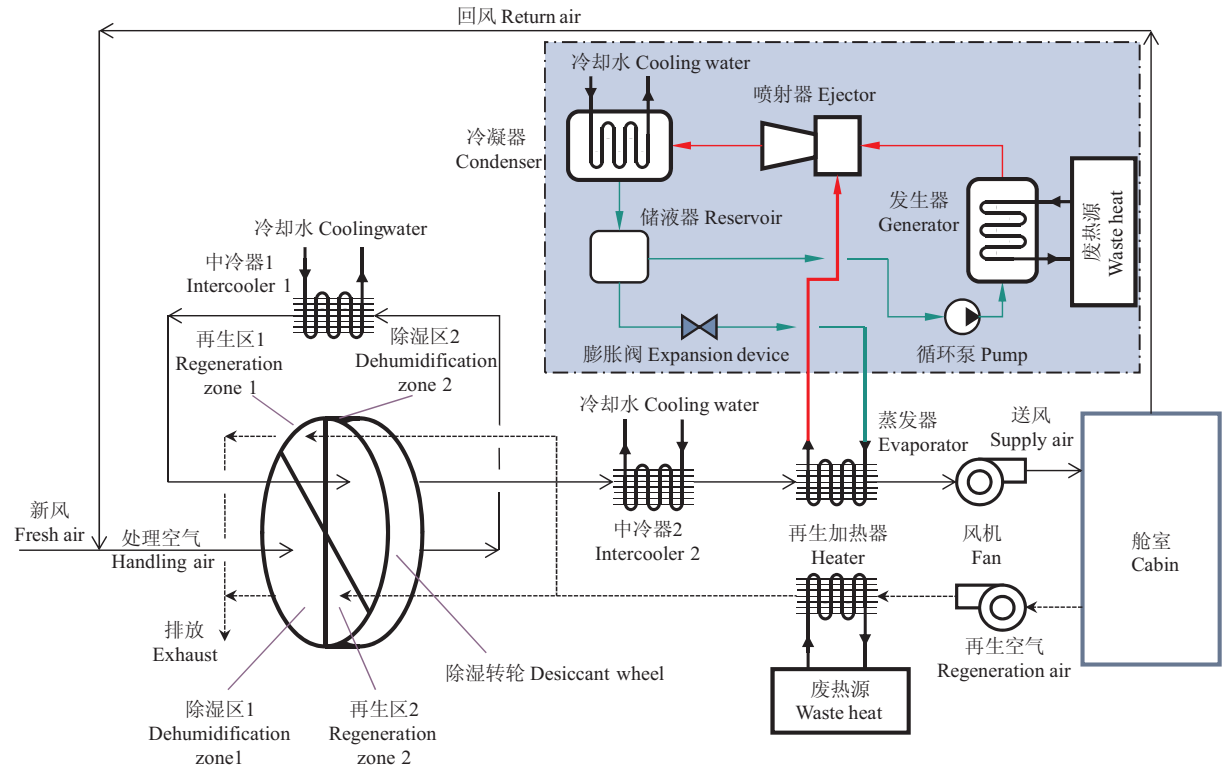 回风 Return air
冷却水 Cooling water
喷射器 Ejector
冷凝器
Condenser
储液器 Reservoir
发生器
Generator
废热源
Waste heat
膨胀阀 Expansion device
循环泵 Pump
冷却水 Coolingwater
中冷器1
Intercooler 1
再生区1
Regeneration
zone 1
除湿区2
Dehumidification
zone 2
冷却水 Cooling water
蒸发器
Evaporator
送风
Supply air
新风
Fresh air
处理空气
Handling air
中冷器2
Intercooler 2
再生加热器
Heater
风机
Fan
舱室
Cabin
排放
Exhaust
除湿转轮 Desiccant wheel
再生空气
Regeneration air
废热源
Waste heat
除湿区1
Dehumidification
zone1
再生区2
Regeneration
zone 2